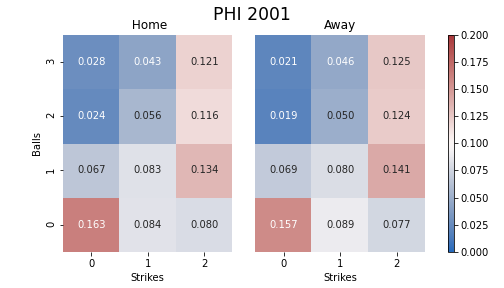 PHI 2001
Home Away
3 0.028 0.043 0.121 0.021 0.046 0.125
2 0.024 0.056 0.116 0.019 0.050 0.124
1 0.067 0.083 0.134 0.069 0.080 0.141
0 0.163 0.084 0.080 0.157 0.089 0.077
Balls
0 1 2 0 1 2
Strikes Strikes
0.200
0.175
0.150
0.125
0.100
0.075
0.050
0.025
0.000